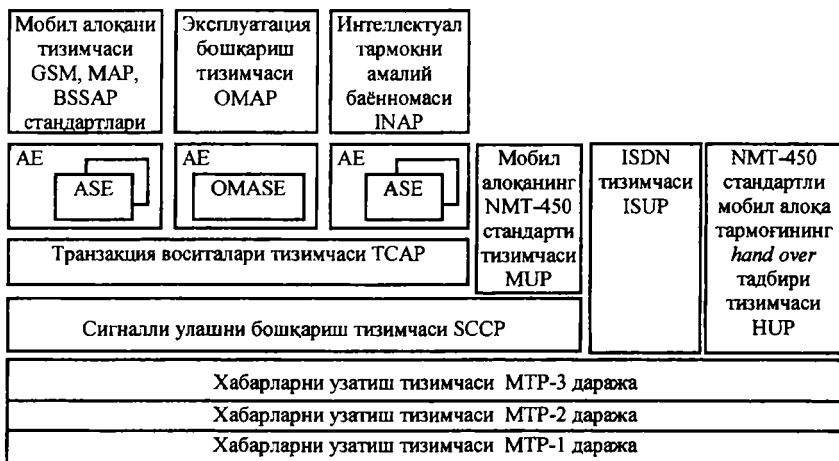 Мобил алоқани
тизимчаси
GSM, MAP,
BSSAP
стандартлари
Эксплуатация
бошқариш
тизимчаси
OMAP
Интеллектуал
тармоқни
амалий
баённомаси
INAP
AE
ASE
AE
OMASE
AE
ASE
Мобил
алоқанинг
NMT-450
стандарти
тизимчаси
MUP
ISDN
тизимчаси
ISUP
NMT-450
стандартли
мобил алоқа
тармоғининг
hand over
тадбири
тизимчаси
HUP
Транзакция воситалари тизимчаси TCAP
Сигналли улашни бошқариш тизимчаси SCCP
Хабарларни узатиш тизимчаси МТР-3 даража
Хабарларни узатиш тизимчаси МТР-2 даража
Хабарларни узатиш тизимчаси МТР-1 даража